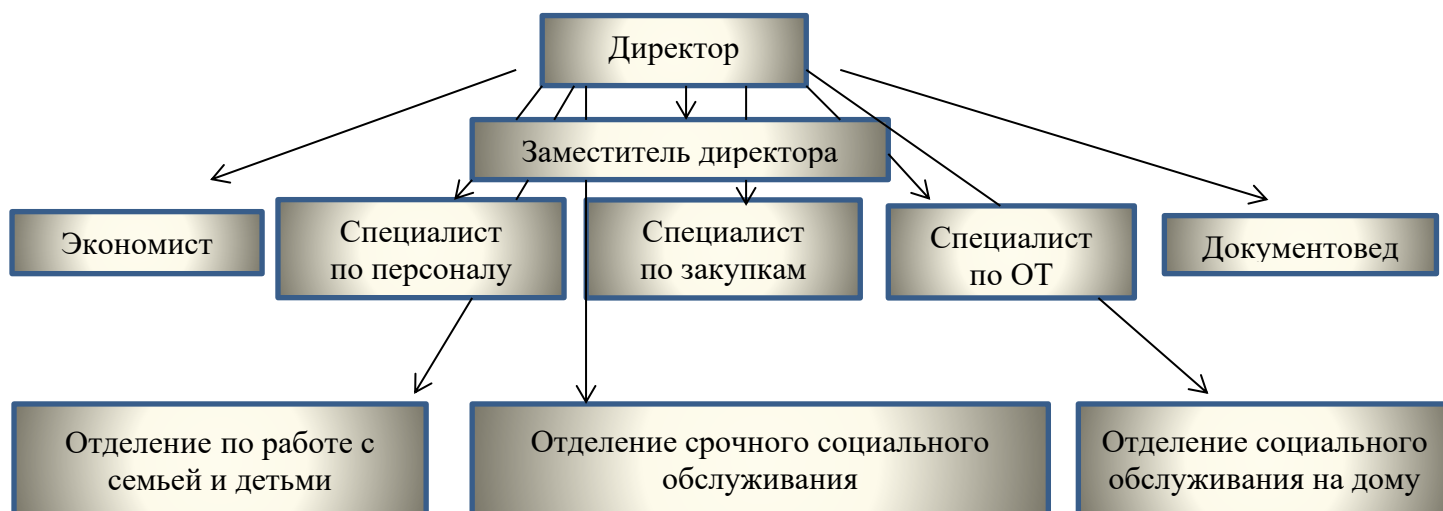 Директор
Заместитель директора
Экономист
Специалист
по персоналу
Специалист
по закупкам
Специалист
по ОТ
Документовед
Отделение по работе с
семьей и детьми
Отделение срочного социального
обслуживания
Отделение социального
обслуживания на дому